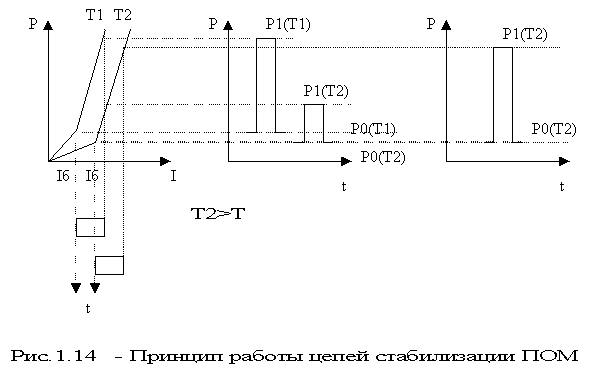 P T1 T2 P P1(T1) P P1(T2)
P1(T2)
P0(T1) P0(T2)
P0(T2)
Iб Iб I t t
T2>T
t
Рис.1.14 - Принцип работы цепей стабилизации ПОМ